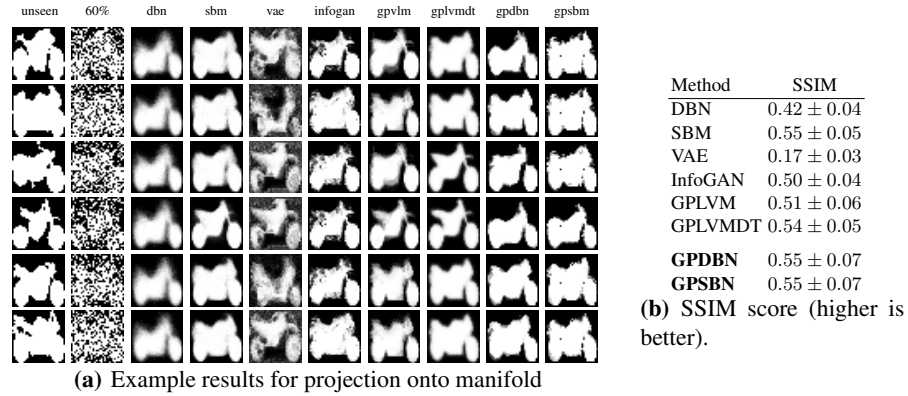 unseen 60% dbn sbm vae infogan gpvlm gplvmdt gpdbn gpsbm
(a) Example results for projection onto manifold
Method SSIM
DBN 0.42 ± 0.04
SBM 0.55 ± 0.05
VAE 0.17 ± 0.03
InfoGAN 0.50 ± 0.04
GPLVM 0.51 ± 0.06
GPLVMDT 0.54 ± 0.05
GPDBN 0.55 ± 0.07
GPSBN 0.55 ± 0.07
(b) SSIM score (higher is
better).